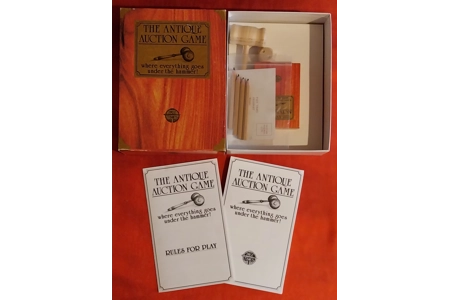 THE ANTIQUE
AUCTION GAME
where everything goes
under the hammer!
THE ANTIQUE
AUCTION GAME
where everything goes
under the hammer!
RULES FOR PLAY
THE ANTIQUE
AUCTION GAME
where everything goes
under the hammer!